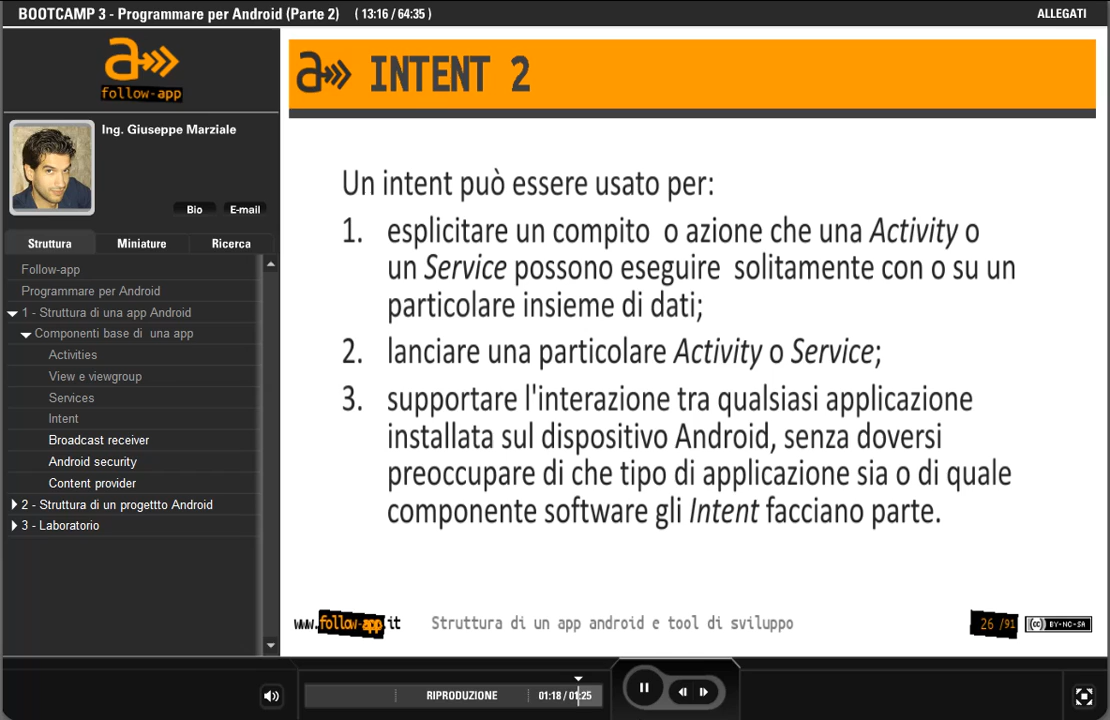 BOOTCAMP 3 - Programmare per Android (Parte 2) ( 13:16 / 64:35 )
ALLEGATI
a follow-app
Ing. Giuseppe Marziale
Bio E-mail
Struttura Miniature Ricerca
Follow-app
Programmare per Android
1 - Struttura di una app Android
Componenti base di una app
Activities
View e viewgroup
Services
Intent
Broadcast receiver
Android security
Content provider
2 - Struttura di un progettto Android
3 - Laboratorio
a INTENT 2
Un intent può essere usato per:
1. esplicitare un compito o azione che una Activity o
un Service possono eseguire solitamente con o su un
particolare insieme di dati;
2. lanciare una particolare Activity o Service;
3. supportare l'interazione tra qualsiasi applicazione
installata sul dispositivo Android, senza doversi
preoccupare di che tipo di applicazione sia o di quale
componente software gli Intent facciano parte.
www.follow-app.it Struttura di un app android e tool di sviluppo 26 /91 cc BY-NC-SA
RIPRODUZIONE 01:18 / 01:25